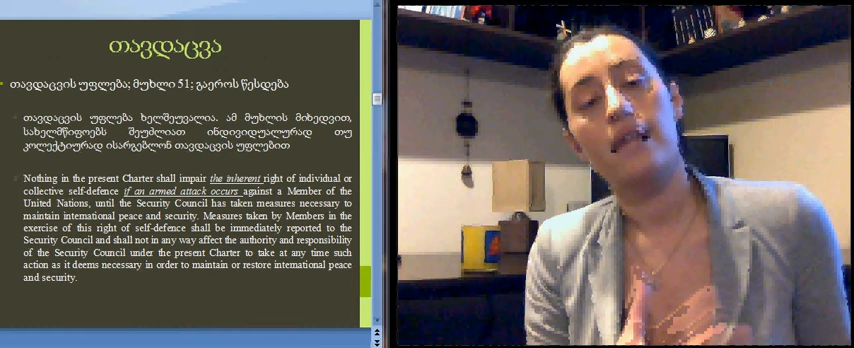 თავდაცვა
თავდაცვის უფლება; მუხლი 51; გაეროს წესდება
თავდაცვის უფლება ხელშეუვალია. ამ მუხლის მიხედვით,
სახელმწიფოებს შეუძლიათ ინდივიდუალურად თუ
კოლექტიურად ისარგებლონ თავდაცვის უფლებით
Nothing in the present Charter shall impair the inherent right of individual or
collective self-defence if an armed attack occurs against a Member of the
United Nations, until the Security Council has taken measures necessary to
maintain international peace and security. Measures taken by Members in the
exercise of this right of self-defence shall be immediately reported to the
Security Council and shall not in any way affect the authority and responsibility
of the Security Council under the present Charter to take at any time such
action as it deems necessary in order to maintain or restore international peace
and security.